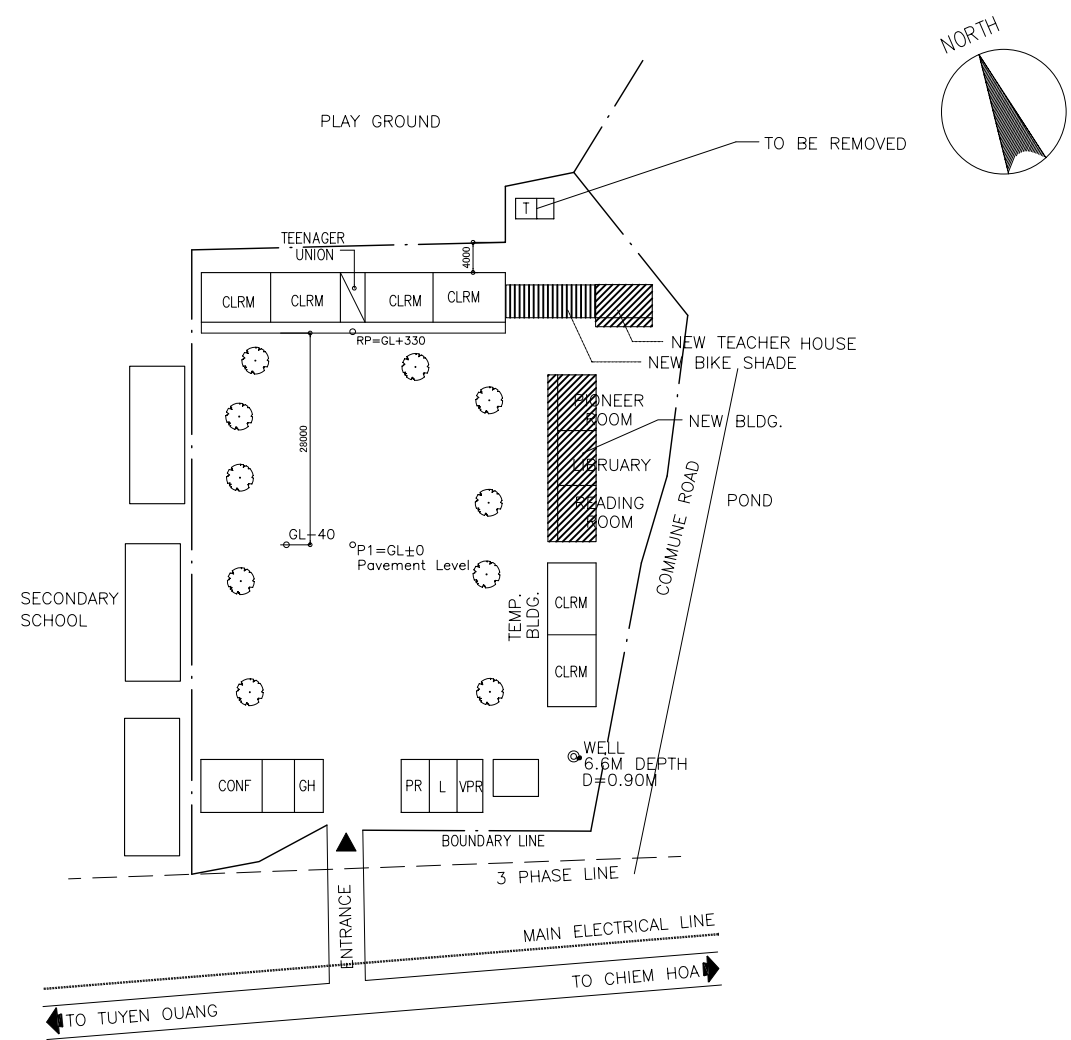 NORTH
PLAY GROUND
TO BE REMOVED
T
TEENAGER
UNION
4000
CLRM
CLRM
CLRM
CLRM
RP=GL+330
NEW TEACHER HOUSE
NEW BIKE SHADE
PIONEER
ROOM
NEW BLDG.
28000
LIBRUARY
READING
ROOM
COMMUNE ROAD
POND
GL-40
P1=GL±0
Pavement Level
SECONDARY
SCHOOL
TEMP.
BLDG.
CLRM
CLRM
WELL
6.6M DEPTH
D=0.90M
CONF
GH
PR
L
VPR
BOUNDARY LINE
3 PHASE LINE
ENTRANCE
MAIN ELECTRICAL LINE
TO CHIEM HOA
TO TUYEN OUANG